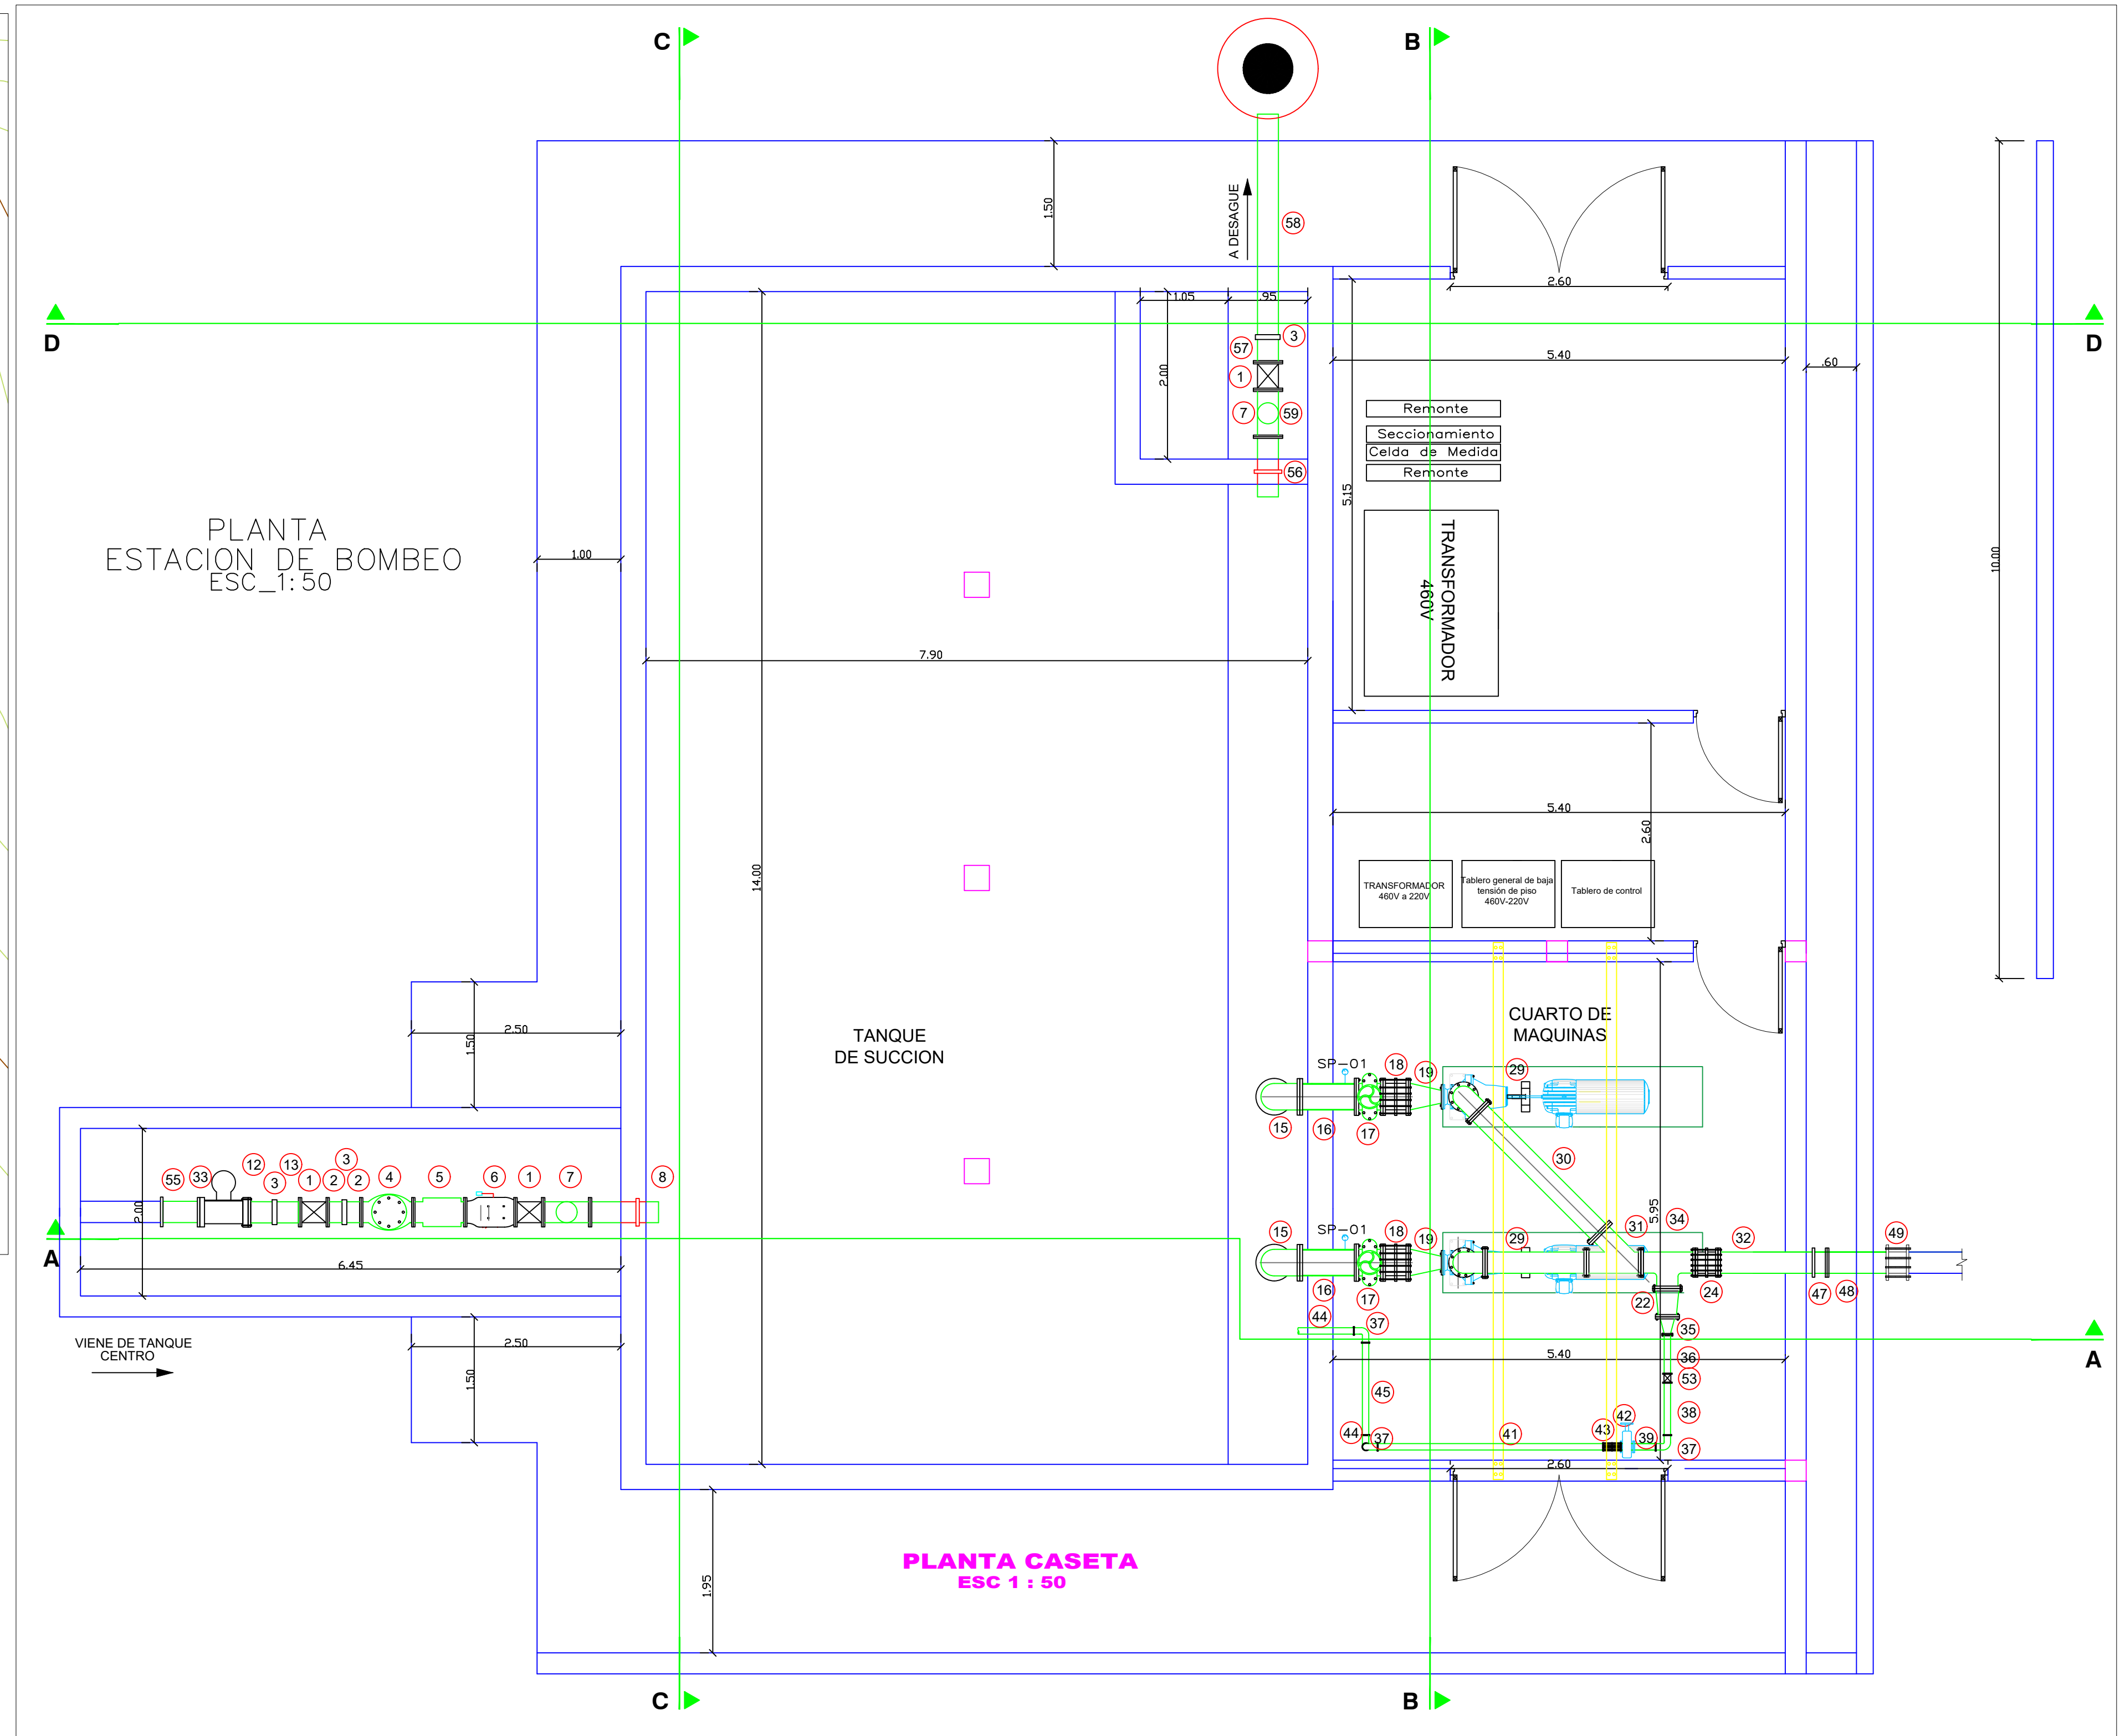 C
B
A DESAGUE
58
1.50
2.60
D
D
1.05
.95
3
57
1
7
59
56
2.00
5.40
.60
Remonte
Seccionamiento
Celda de Medida
Remonte
5.15
TRANSFORMADOR
460V
10.00
PLANTA
ESTACION DE BOMBEO
ESC_1:50
1.00
7.90
5.40
2.60
14.00
TRANSFORMADOR
460V a 220V
Tablero general de baja
tensión de piso
460V-220V
Tablero de control
CUARTO DE
MAQUINAS
TANQUE
DE SUCCION
2.50
1.50
SP-01
18
19
29
15
16
17
30
5.95
55
33
12
3
13
1
2
3
2
4
5
6
1
7
8
2.00
A
6.45
SP-01
15
18
19
29
31
34
32
49
16
17
22
24
47
48
44
37
35
36
53
5.40
A
VIENE DE TANQUE
CENTRO
2.50
1.50
45
38
42
43
41
39
44
37
37
2.60
1.95
PLANTA CASETA
ESC 1 : 50
C
B